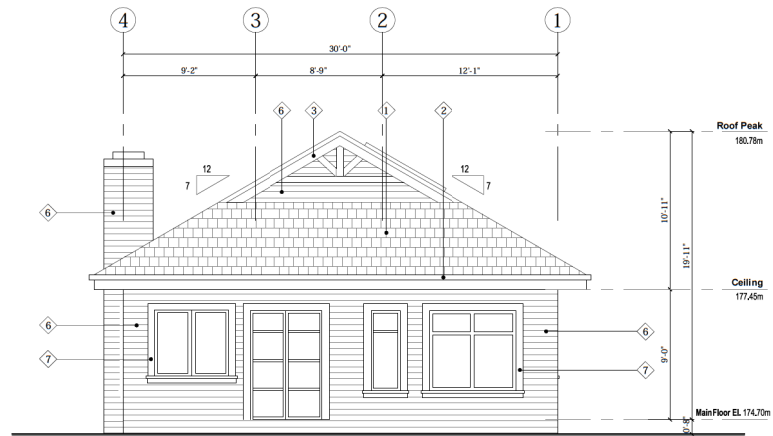 4 3 2 1
30'-0"
9'-2" 8'-9" 12'-1"
6 3 1 2
Roof Peak
180.78m
12 12
7 7
6
10'-11"
19'-11"
Ceiling
177.45m
6 6
7 7
9'-0"
Main Floor El. 174.70m
0'-8"